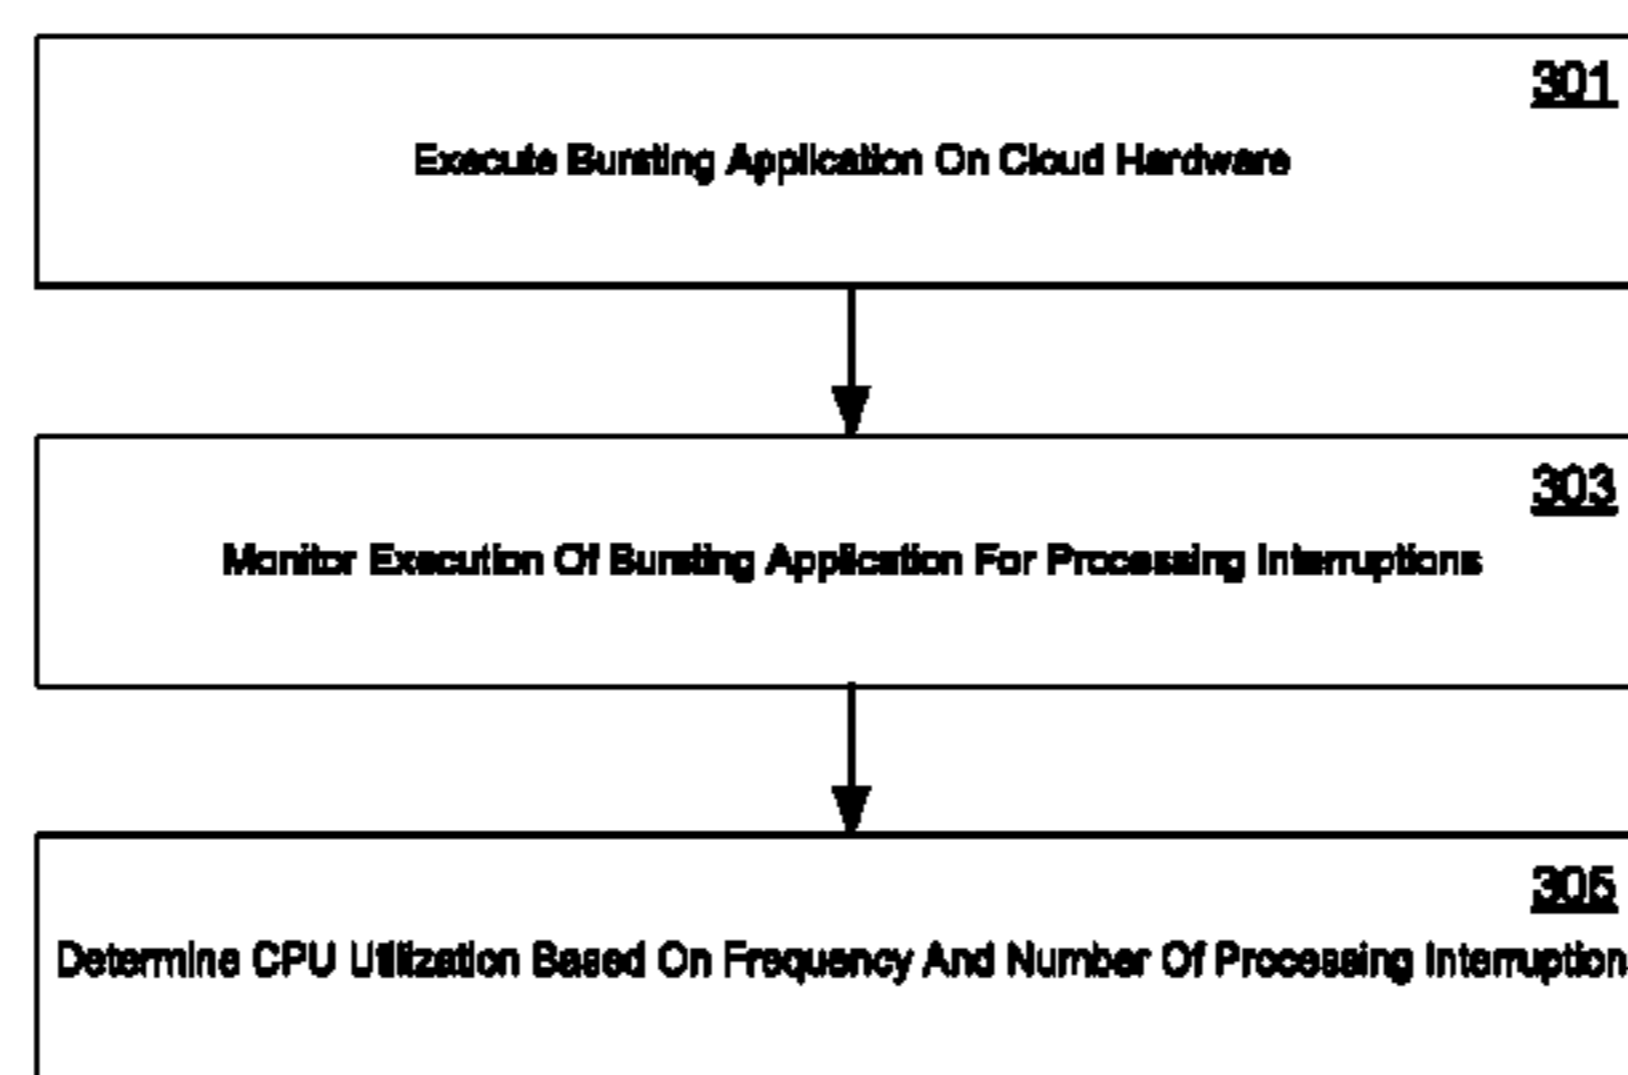 301
Execute Bursting Application On Cloud Hardware
303
Monitor Execution Of Bursting Application For Processing Interruptions
305
Determine CPU Utilization Based On Frequency And Number Of Processing Interruption